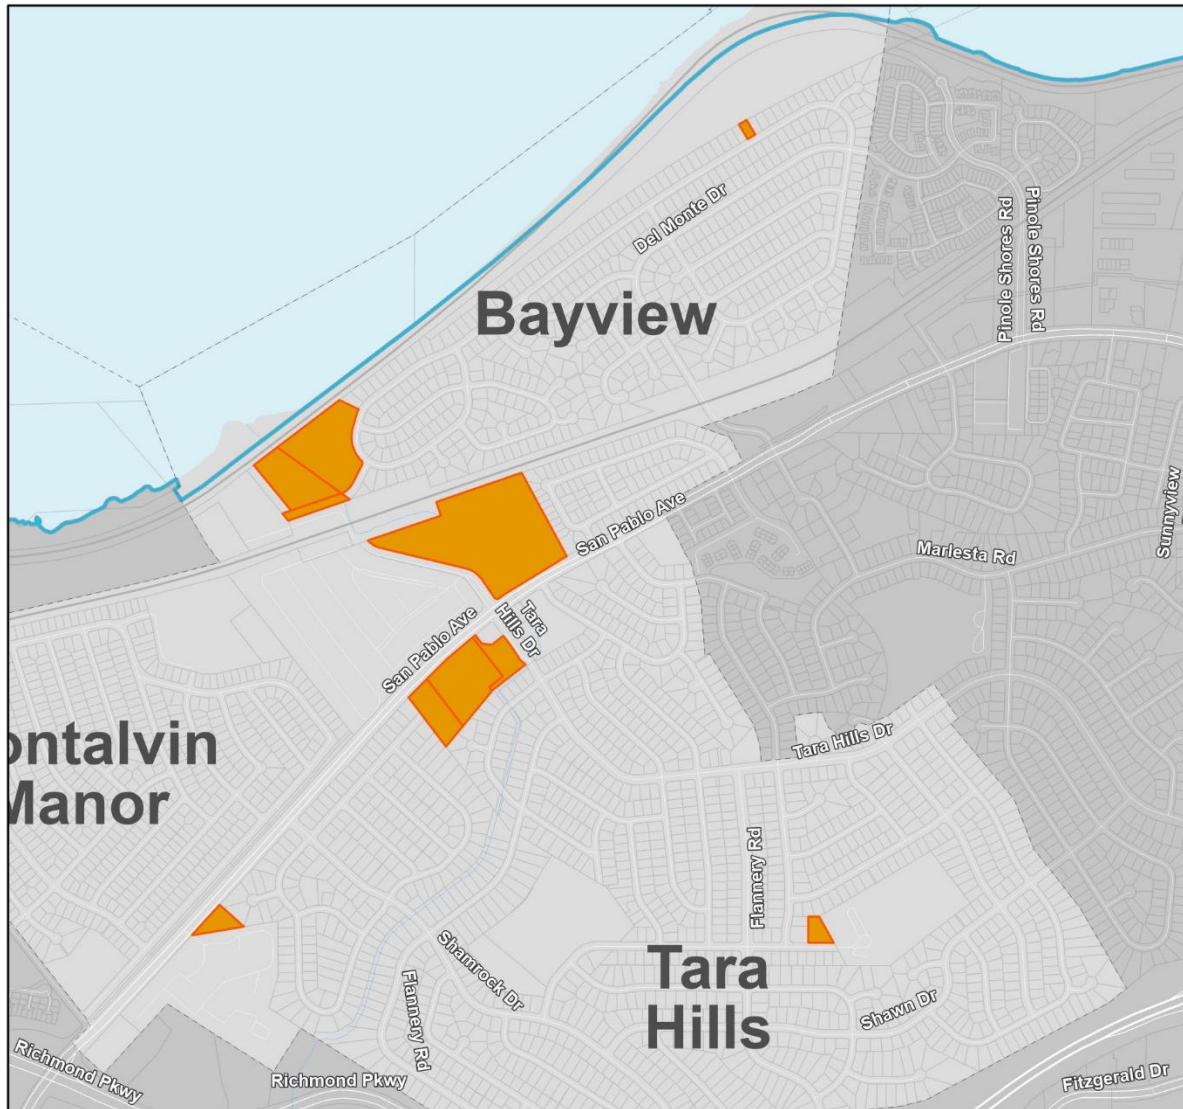 Del Monte Dr
Pinole Shores Rd
Pinole Shores Rd
Bayview
San Pablo Ave
Marlesta Rd
Sunnyview
Tara
Hills Dr
San Pablo Ave
ontalvin
Manor
Tara Hills Dr
Flannery Rd
Shamrock Dr
Flannery Rd
Tara
Hills
Shawn Dr
Richmond Pkwy
Richmond Pkwy
Fitzgerald Dr